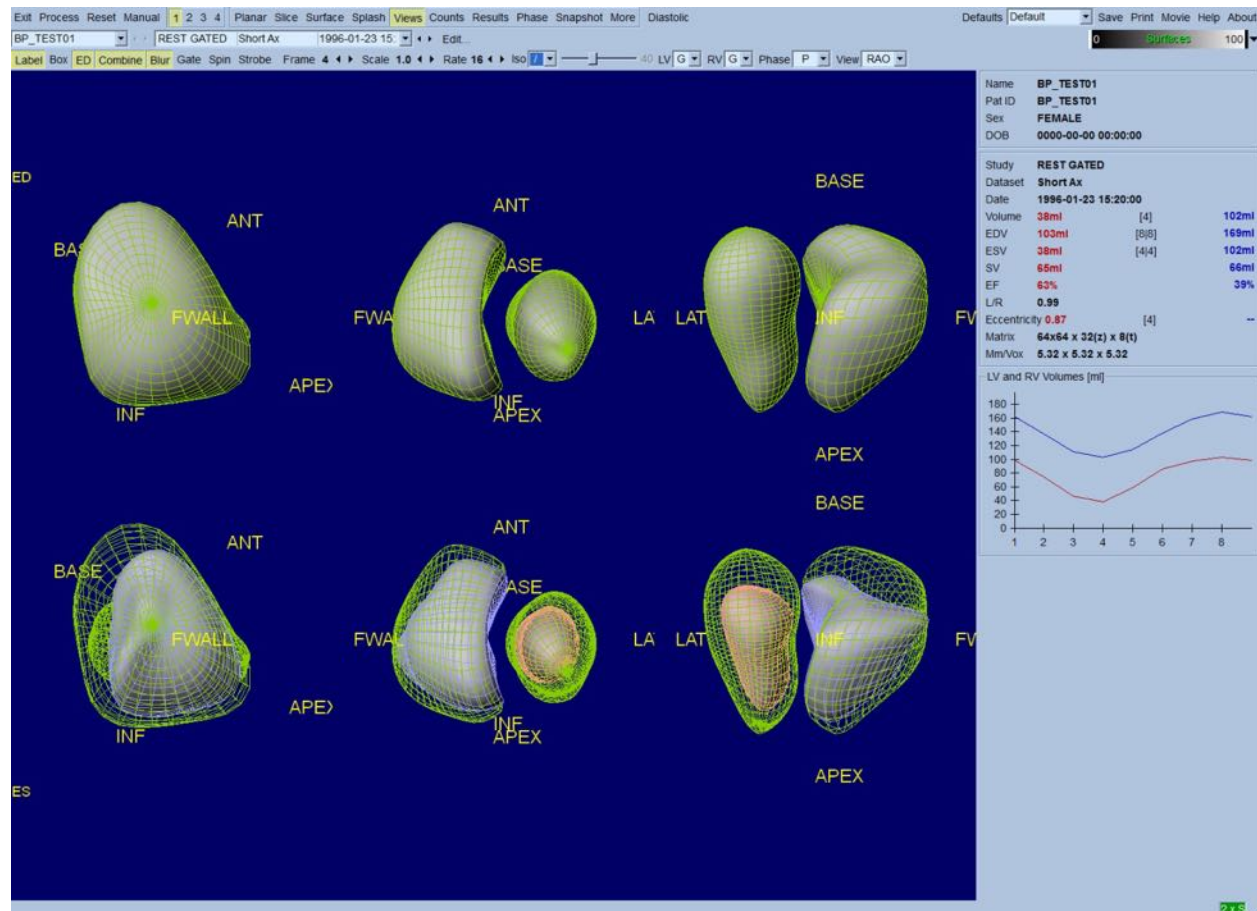 Exit Process Reset Manual 1 2 3 4 Planar Slice Surface Splash Views Counts Results Phase Snapshot More Diastolic Defaults Default Save Print Movie Help About
BP_TEST01 REST GATED Short Ax 1996-01-23 15: Edit... 0 Surfaces 100
Label Box ED Combine Blur Gate Spin Strobe Frame 4 Scale 1.0 Rate 16 Iso 40 LV G RV G Phase P View RAO
Name BP_TEST01
Pat ID BP_TEST01
Sex FEMALE
DOB 0000-00-00 00:00:00
Study REST GATED
Dataset Short Ax
Date 1996-01-23 15:20:00
Volume 38ml [4] 102ml
EDV 103ml [8|8] 169ml
ESV 38ml [4|4] 102ml
SV 65ml 66ml
EF 63% 39%
L/R 0.99
Eccentricity 0.87 [4] --
Matrix 64x64 x 32(z) x 8(t)
Mm/Vox 5.32 x 5.32 x 5.32
LV and RV Volumes [ml]
180
160
140
120
100
80
60
40
20
0
1 2 3 4 5 6 7 8
ED
BASE
ANT ANT
BAS ASE
FWALL FWA LA LAT INF FW
APEX
INF INF
APEX
APEX
BASE
ANT ANT
BASE ASE
FWALL FWAL LA LAT INF FW
APEX
INF INF
APEX
APEX
ES
2 x S